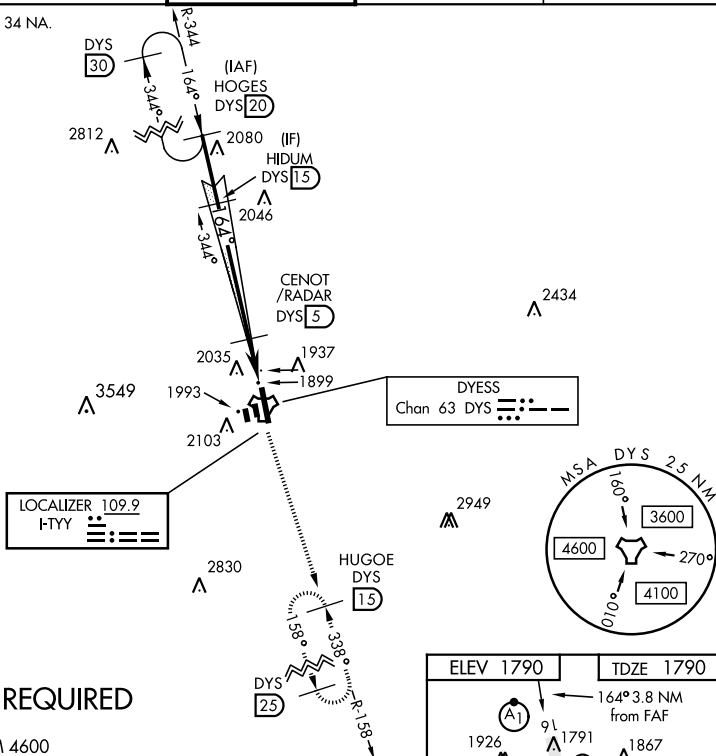 34 NA.
R-344
DYS
30
164°
344°
(IAF)
HOGES
DYS 20
2812
2080
(IF)
HIDUM
DYS 15
2046
164°
344°
CENOT
/RADAR
DYS 5
2434
2035
1937
1899
3549
1993
2103
DYESS
Chan 63 DYS
LOCALIZER 109.9
I-TYY
MSA DYS 25 NM
160°
3600
4600
270°
010°
4100
2949
2830
HUGOE
DYS
15
158°
338°
DYS
25
R-158
REQUIRED
4600
ELEV 1790
TDZE 1790
164° 3.8 NM
from FAF
A1
16
1926
1791
1867